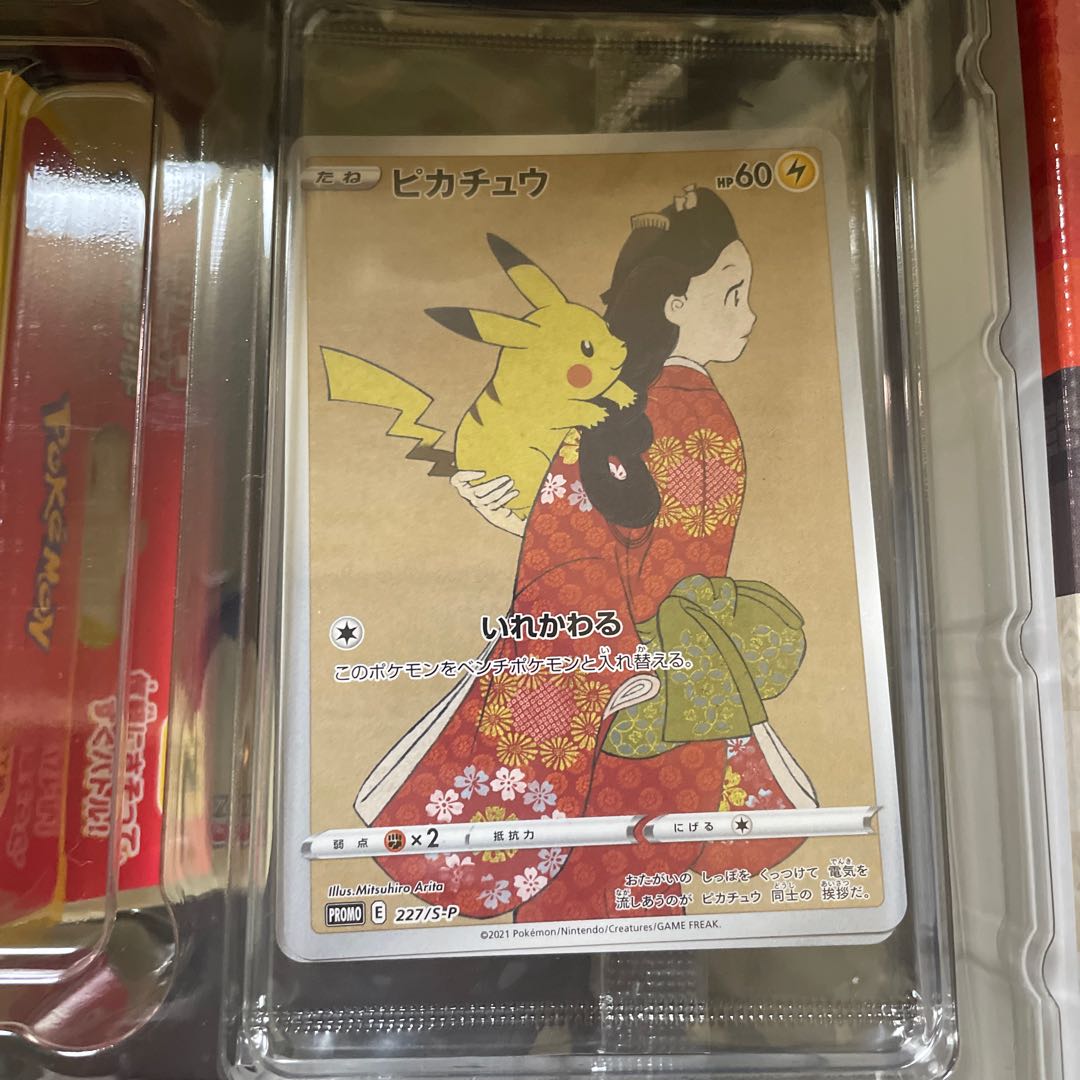 たね ピカチュウ HP60
いれかわる
このポケモンをベンチポケモンと入れ替える。
弱点 ×2 抵抗力 にげる
Illus. Mitsuhiro Arita
PROMO E 227/S-P
おたがいの しっぽを くっつけて 電気を
流しあうのが ピカチュウ 同士の 挨拶だ。
©2021 Pokémon/Nintendo/Creatures/GAME FREAK.
POKéMON